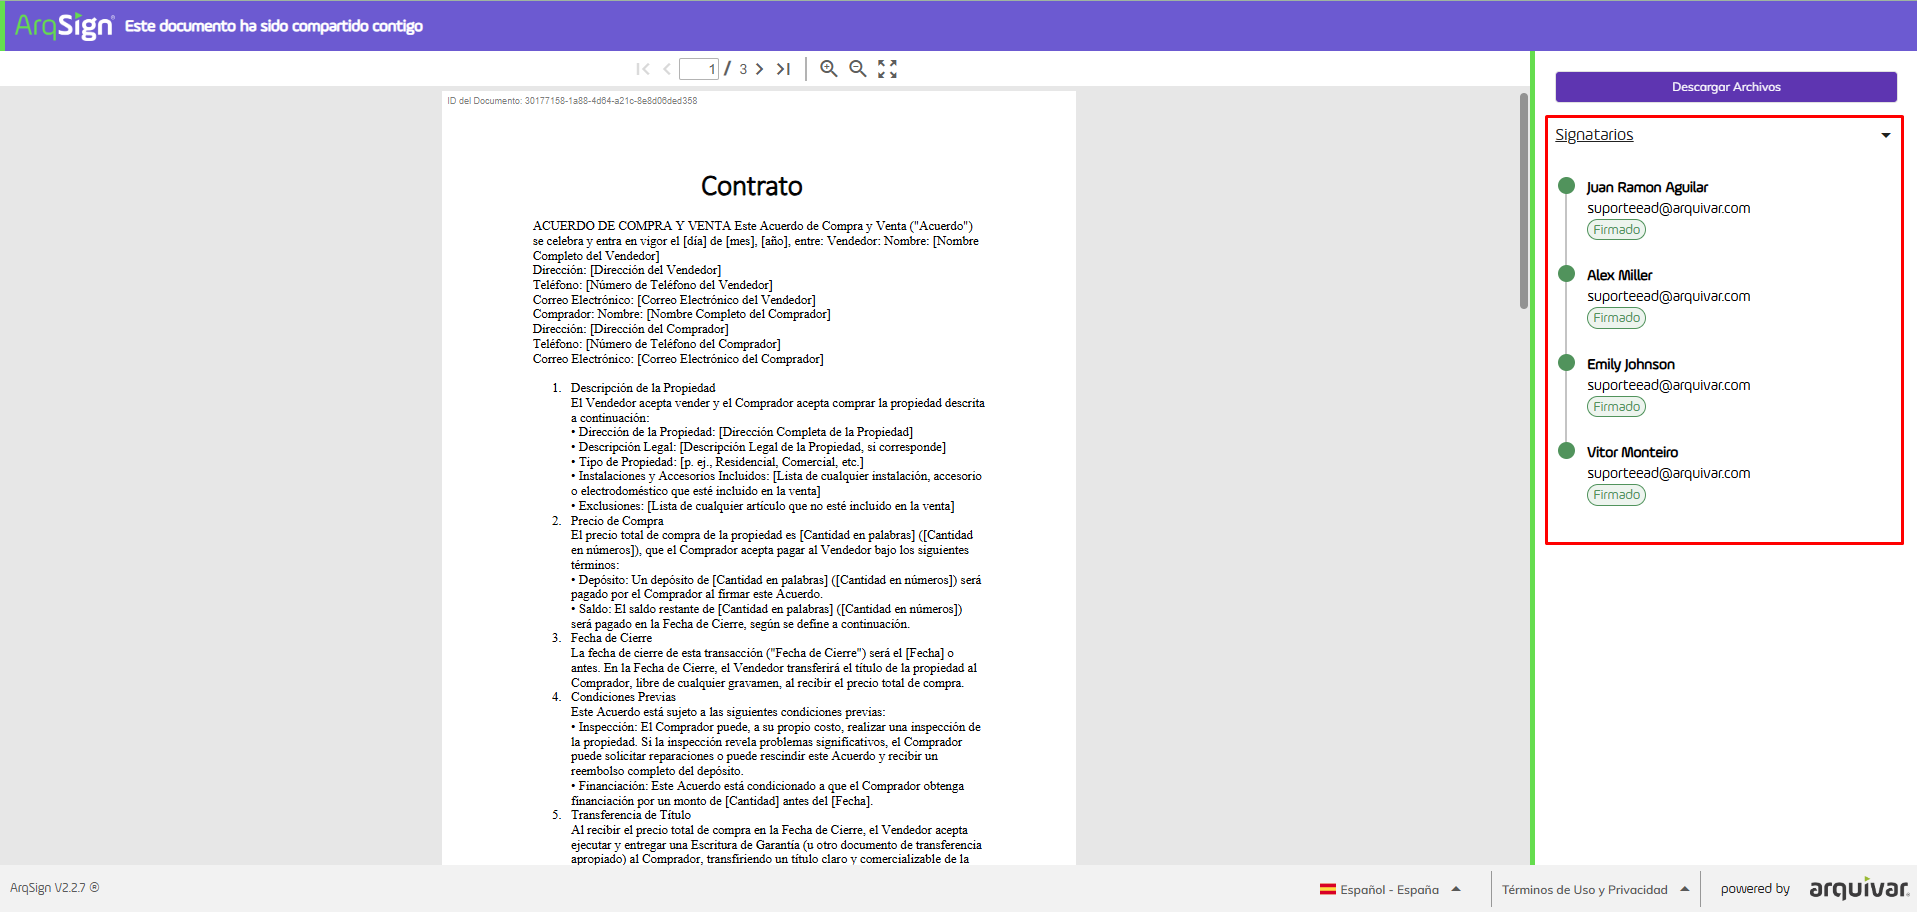 ArqSign® Este documento ha sido compartido contigo
1 / 3
ID del Documento: 30177158-1a88-4d64-a21c-8e8d06ded358
Contrato
ACUERDO DE COMPRA Y VENTA Este Acuerdo de Compra y Venta ("Acuerdo")
se celebra y entra en vigor el [día] de [mes], [año], entre: Vendedor: Nombre: [Nombre
Completo del Vendedor]
Dirección: [Dirección del Vendedor]
Teléfono: [Número de Teléfono del Vendedor]
Correo Electrónico: [Correo Electrónico del Vendedor]
Comprador: Nombre: [Nombre Completo del Comprador]
Dirección: [Dirección del Comprador]
Teléfono: [Número de Teléfono del Comprador]
Correo Electrónico: [Correo Electrónico del Comprador]
1. Descripción de la Propiedad
El Vendedor acepta vender y el Comprador acepta comprar la propiedad descrita
a continuación:
• Dirección de la Propiedad: [Dirección Completa de la Propiedad]
• Descripción Legal: [Descripción Legal de la Propiedad, si corresponde]
• Tipo de Propiedad: [p. ej., Residencial, Comercial, etc.]
• Instalaciones y Accesorios Incluidos: [Lista de cualquier instalación, accesorio
o electrodoméstico que esté incluido en la venta]
• Exclusiones: [Lista de cualquier artículo que no esté incluido en la venta]
2. Precio de Compra
El precio total de compra de la propiedad es [Cantidad en palabras] ([Cantidad
en números]), que el Comprador acepta pagar al Vendedor bajo los siguientes
términos:
• Depósito: Un depósito de [Cantidad en palabras] ([Cantidad en números]) será
pagado por el Comprador al firmar este Acuerdo.
• Saldo: El saldo restante de [Cantidad en palabras] ([Cantidad en números])
será pagado en la Fecha de Cierre, según se define a continuación.
3. Fecha de Cierre
La fecha de cierre de esta transacción ("Fecha de Cierre") será el [Fecha] o
antes. En la Fecha de Cierre, el Vendedor transferirá el título de la propiedad al
Comprador, libre de cualquier gravamen, al recibir el precio total de compra.
4. Condiciones Previas
Este Acuerdo está sujeto a las siguientes condiciones previas:
• Inspección: El Comprador puede, a su propio costo, realizar una inspección de
la propiedad. Si la inspección revela problemas significativos, el Comprador
puede solicitar reparaciones o puede rescindir este Acuerdo y recibir un
reembolso completo del depósito.
• Financiación: Este Acuerdo está condicionado a que el Comprador obtenga
financiación por un monto de [Cantidad] antes del [Fecha].
5. Transferencia de Título
Al recibir el precio total de compra en la Fecha de Cierre, el Vendedor acepta
ejecutar y entregar una Escritura de Garantía (u otro documento de transferencia
apropiado) al Comprador, transfiriendo un título claro y comercializable de la
Descargar Archivos
Signatarios
Juan Ramon Aguilar
suporteead@arquivar.com
Firmado
Alex Miller
suporteead@arquivar.com
Firmado
Emily Johnson
suporteead@arquivar.com
Firmado
Vitor Monteiro
suporteead@arquivar.com
Firmado
ArqSign V2.2.7 ®
Español - España
Términos de Uso y Privacidad
powered by arquivar®